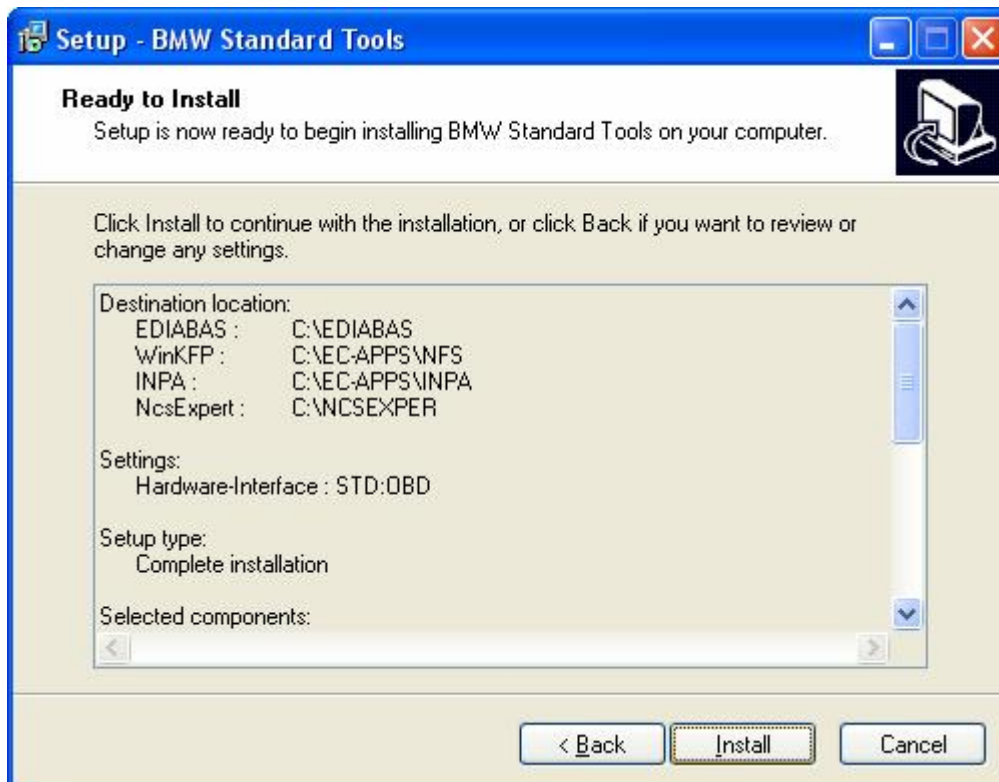 Setup - BMW Standard Tools
Ready to Install
Setup is now ready to begin installing BMW Standard Tools on your computer.
Click Install to continue with the installation, or click Back if you want to review or
change any settings.
Destination location:
EDIABAS : C:\EDIABAS
WinKFP : C:\EC-APPS\NFS
INPA : C:\EC-APPS\INPA
NcsExpert : C:\NCSEXPER
Settings:
Hardware-Interface : STD:OBD
Setup type:
Complete installation
Selected components:
< Back Install Cancel